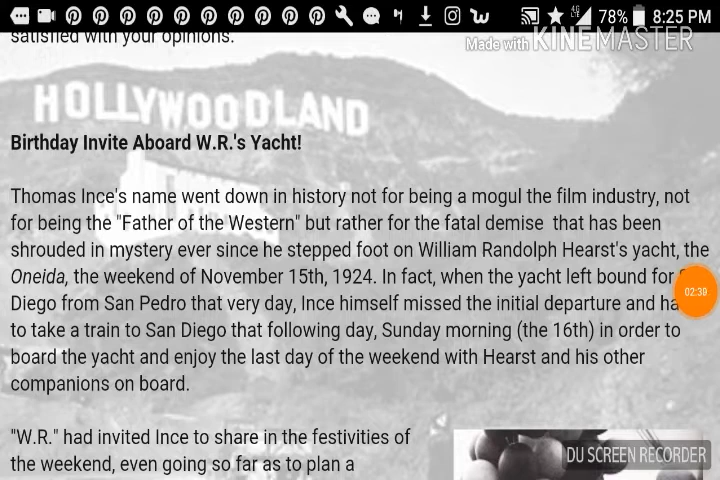 78% 8:25 PM
satisfied with your opinions.
Made with KINEMASTER
HOLLYWOODLAND
Birthday Invite Aboard W.R.'s Yacht!
Thomas Ince's name went down in history not for being a mogul the film industry, not
for being the "Father of the Western" but rather for the fatal demise that has been
shrouded in mystery ever since he stepped foot on William Randolph Hearst's yacht, the
Oneida, the weekend of November 15th, 1924. In fact, when the yacht left bound for
02:39
Diego from San Pedro that very day, Ince himself missed the initial departure and ha
to take a train to San Diego that following day, Sunday morning (the 16th) in order to
board the yacht and enjoy the last day of the weekend with Hearst and his other
companions on board.
"W.R." had invited Ince to share in the festivities of
the weekend, even going so far as to plan a
DU SCREEN RECORDER